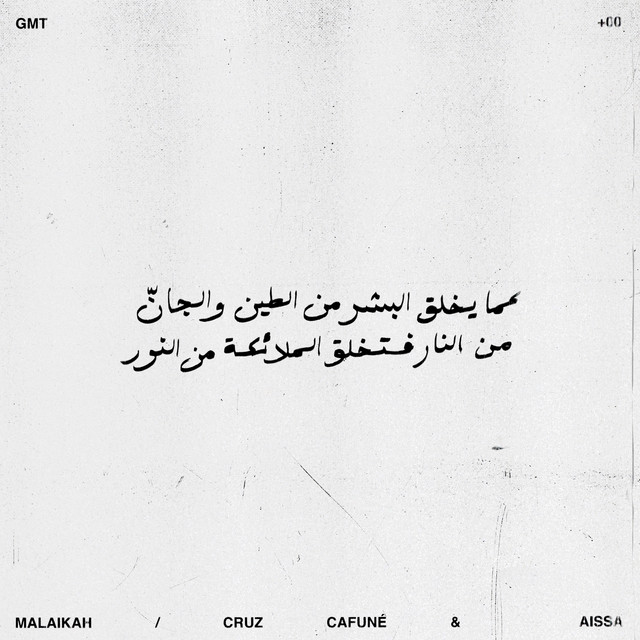 GMT +00
كما يخلق البشر من الطين والجانّ
من النار فتخلق الملائكة من النور
MALAIKAH / CRUZ CAFUNÉ & AISSA